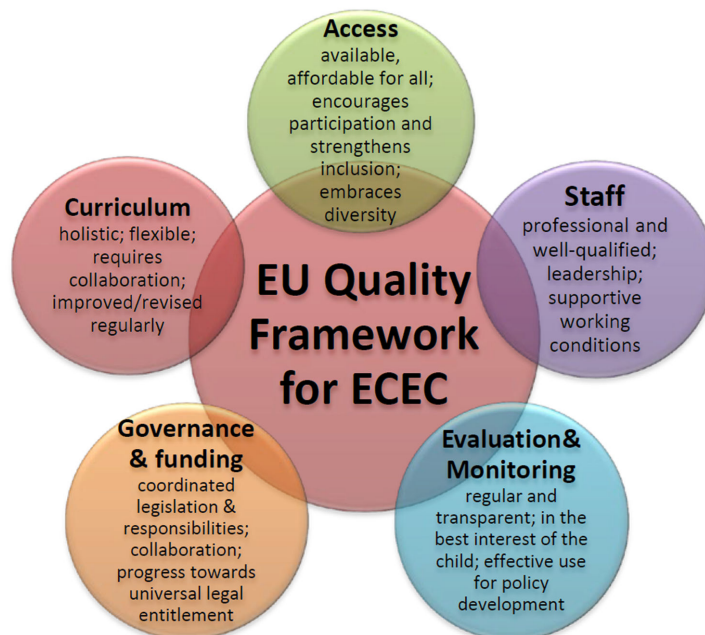 Access
available,
affordable for all;
encourages
participation and
strengthens
inclusion;
embraces
diversity
Curriculum
holistic; flexible;
requires
collaboration;
improved/revised
regularly
Staff
professional and
well-qualified;
leadership;
supportive
working
conditions
EU Quality
Framework
for ECEC
Governance
& funding
coordinated
legislation &
responsibilities;
collaboration;
progress towards
universal legal
entitlement
Evaluation&
Monitoring
regular and
transparent; in the
best interest of the
child; effective use
for policy
development